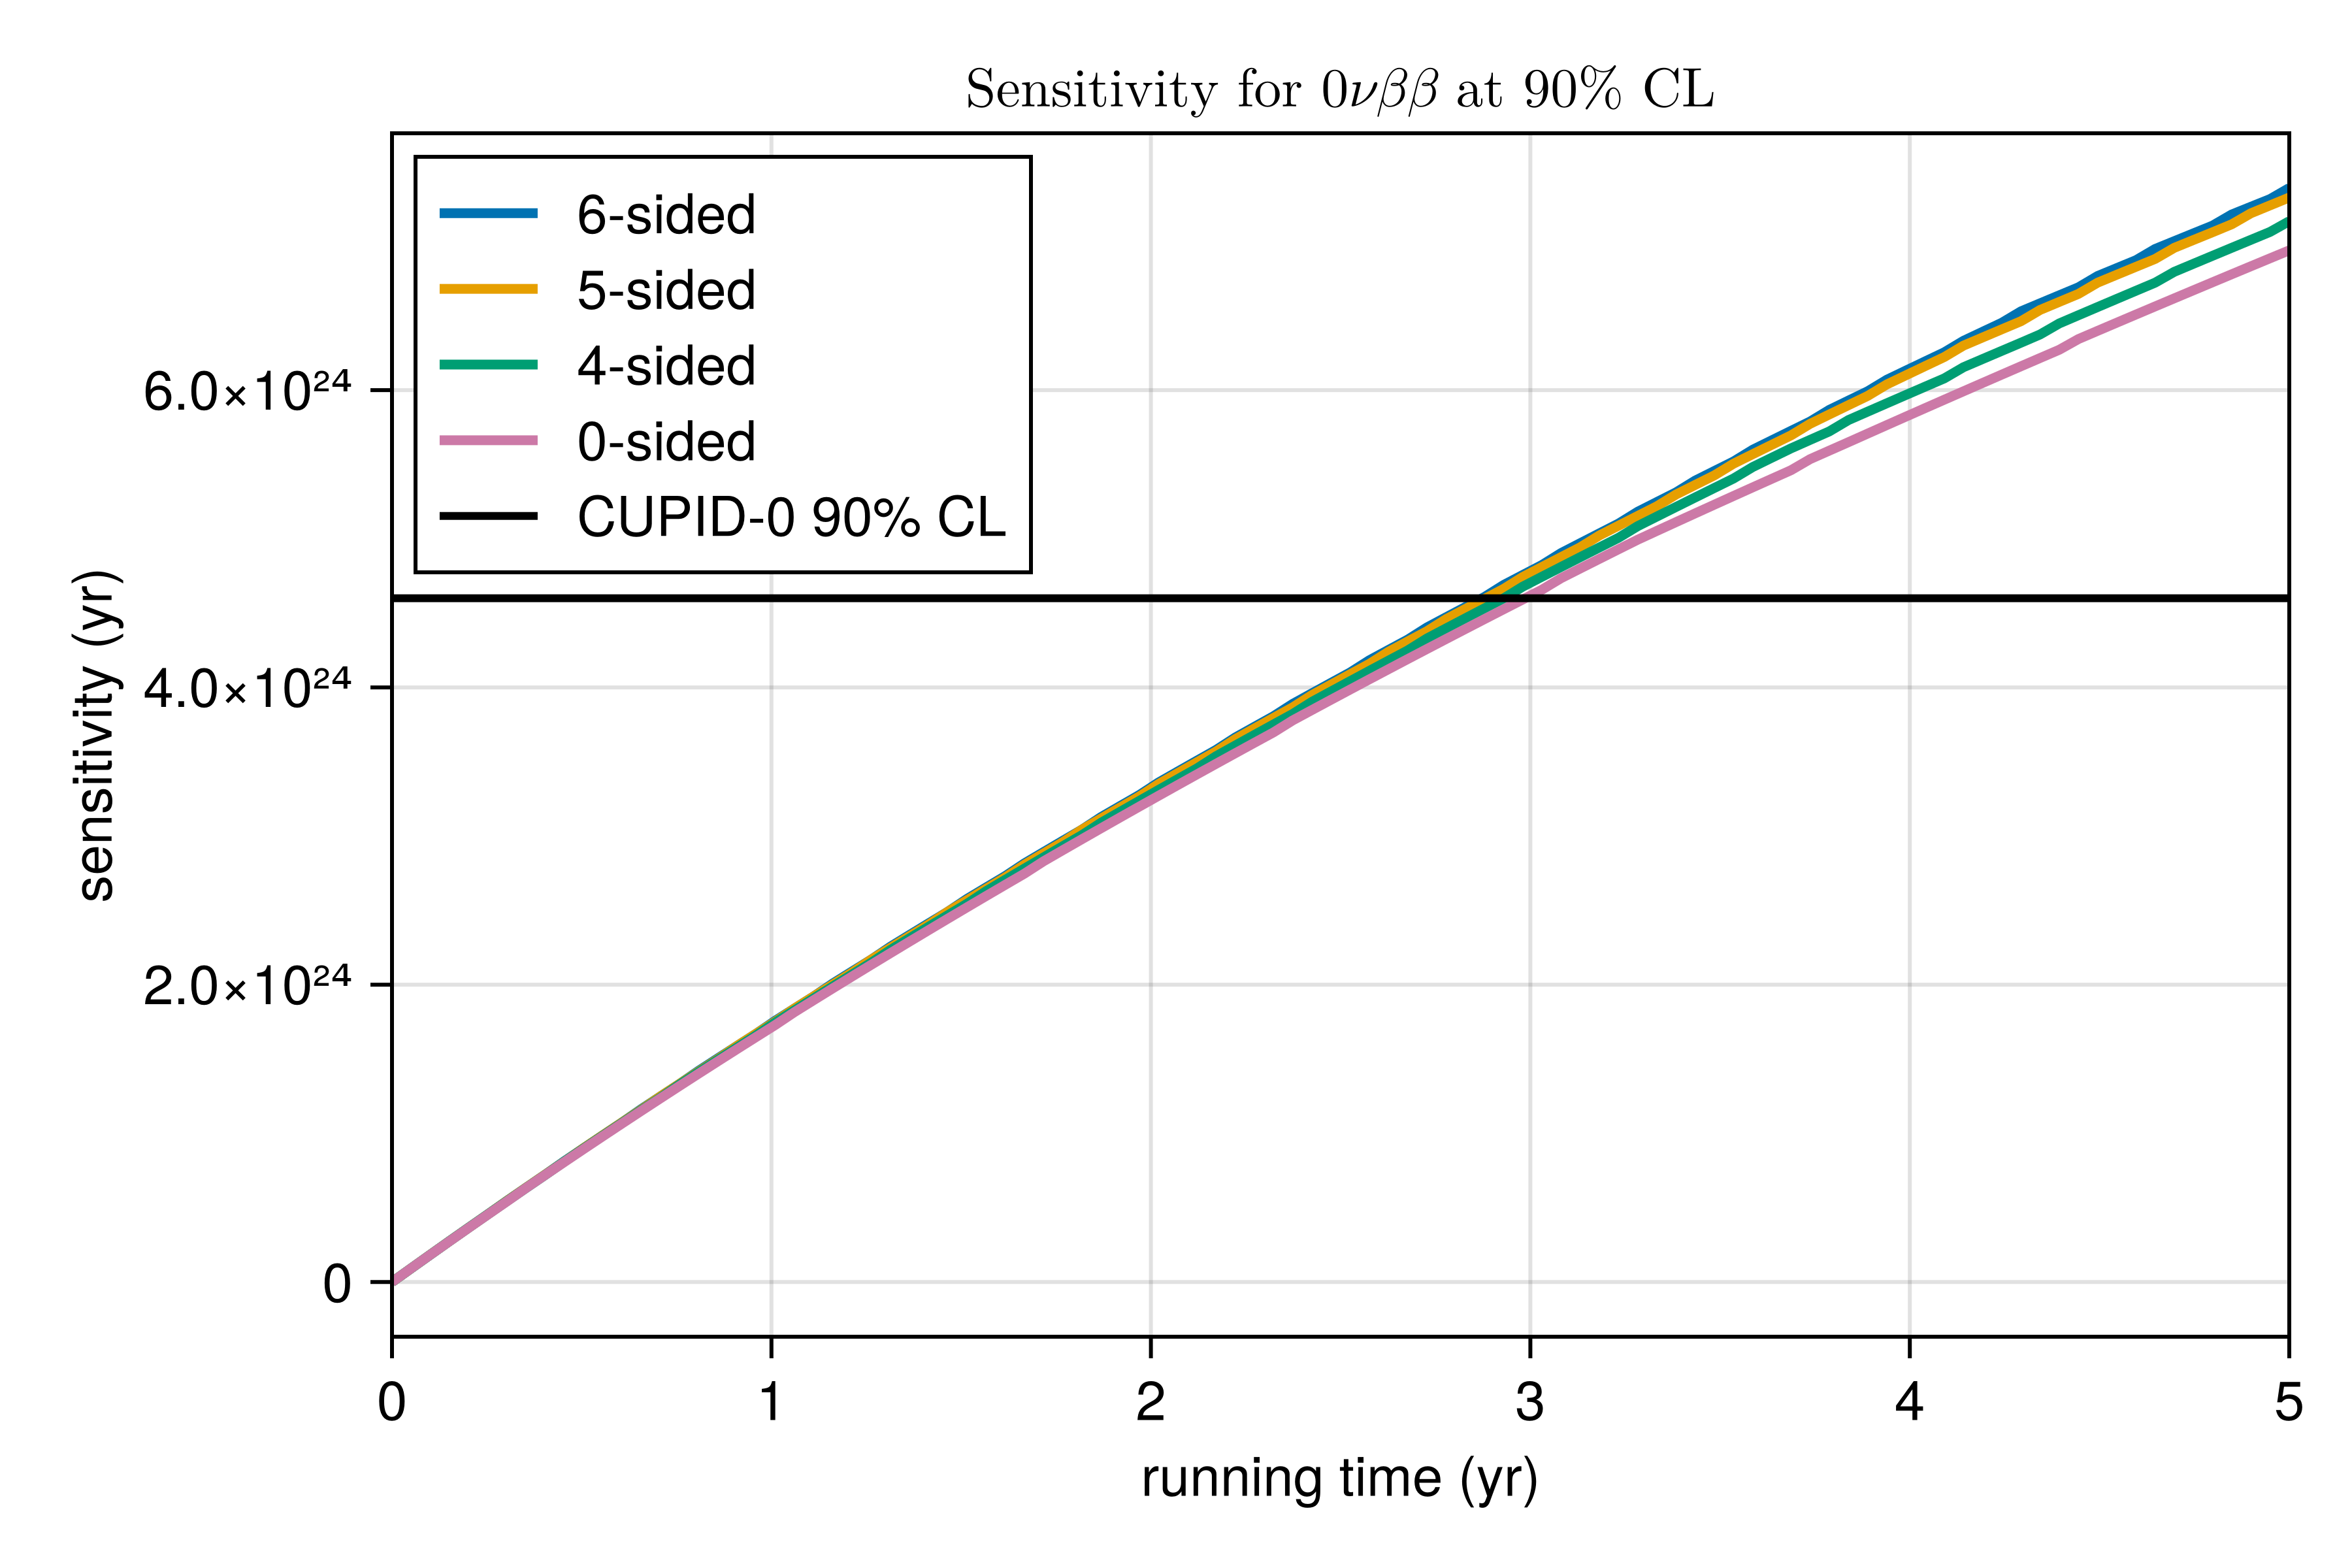 Sensitivity for 0νββ at 90% CL
6-sided
5-sided
4-sided
0-sided
CUPID-0 90% CL
sensitivity (yr)
6.0×10²⁴
4.0×10²⁴
2.0×10²⁴
0
0 1 2 3 4 5
running time (yr)